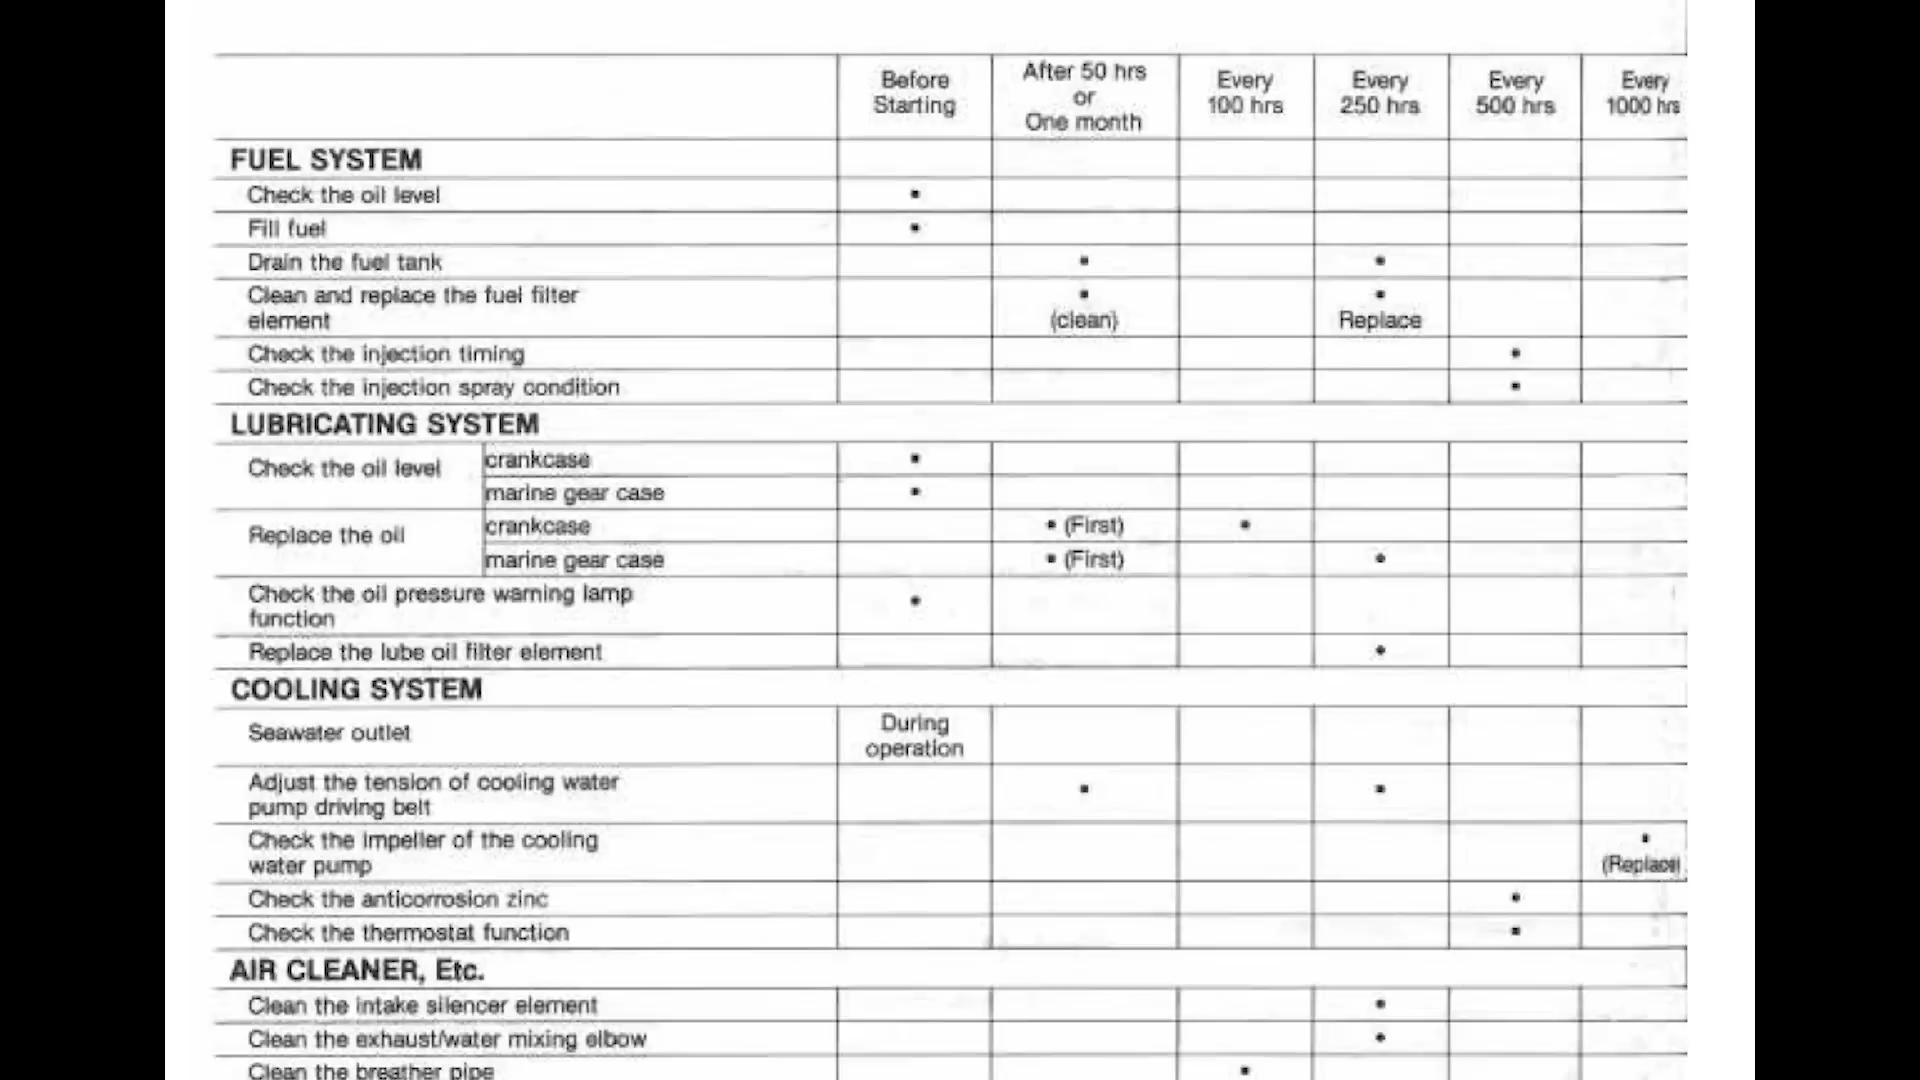 Before Starting
After 50 hrs or One month
Every 100 hrs
Every 250 hrs
Every 500 hrs
Every 1000 hrs
FUEL SYSTEM
Check the oil level •
Fill fuel •
Drain the fuel tank • •
Clean and replace the fuel filter • •
element (clean) Replace
Check the injection timing •
Check the injection spray condition •
LUBRICATING SYSTEM
Check the oil level crankcase •
marine gear case •
Replace the oil crankcase • (First) •
marine gear case • (First) •
Check the oil pressure warning lamp
function •
Replace the lube oil filter element •
COOLING SYSTEM
Seawater outlet During operation
Adjust the tension of cooling water
pump driving belt • •
Check the impeller of the cooling •
water pump (Replace)
Check the anticorrosion zinc •
Check the thermostat function •
AIR CLEANER, Etc.
Clean the intake silencer element •
Clean the exhaust/water mixing elbow •
Clean the breather pipe •